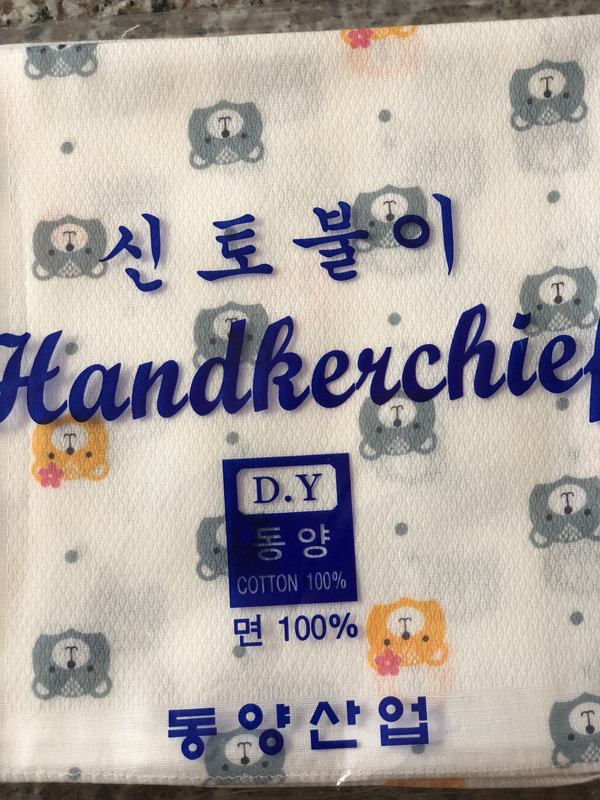 신토불이
Handkerchief
D.Y
동양
COTTON 100%
면 100%
동양산업